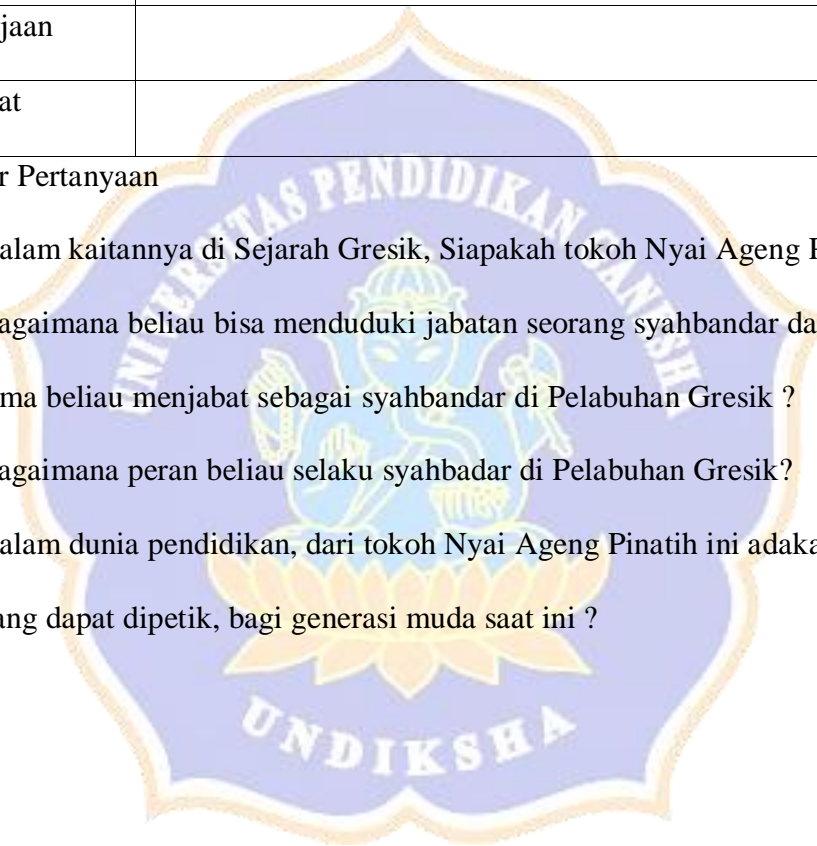 jaan
at
r Pertanyaan
alam kaitannya di Sejarah Gresik, Siapakah tokoh Nyai Ageng P
agaimana beliau bisa menduduki jabatan seorang syahbandar da
ma beliau menjabat sebagai syahbandar di Pelabuhan Gresik ?
agaimana peran beliau selaku syahbadar di Pelabuhan Gresik?
alam dunia pendidikan, dari tokoh Nyai Ageng Pinatih ini adaka
ang dapat dipetik, bagi generasi muda saat ini ?
UNIVERSITAS PENDIDIKAN GANESHA
UNDIKSHA